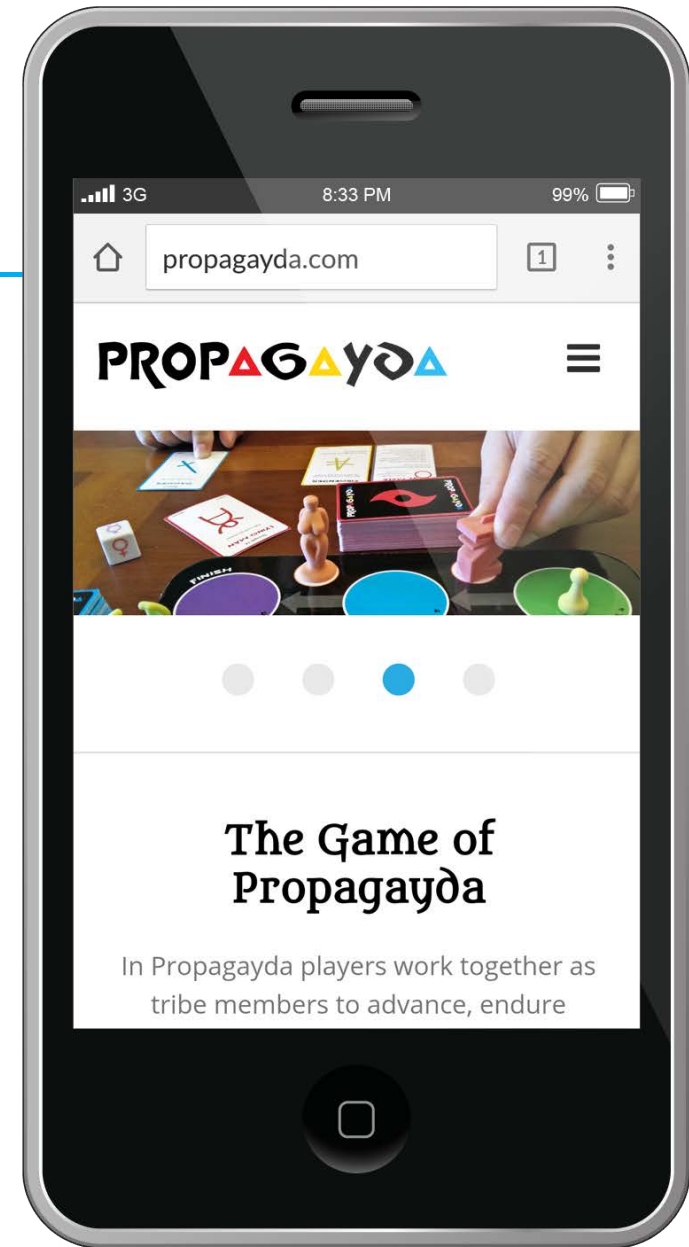 3G 8:33 PM 99%
propagayda.com 1
PROPAGAYDA
FINISH
The Game of
Propagayda
In Propagayda players work together as
tribe members to advance, endure